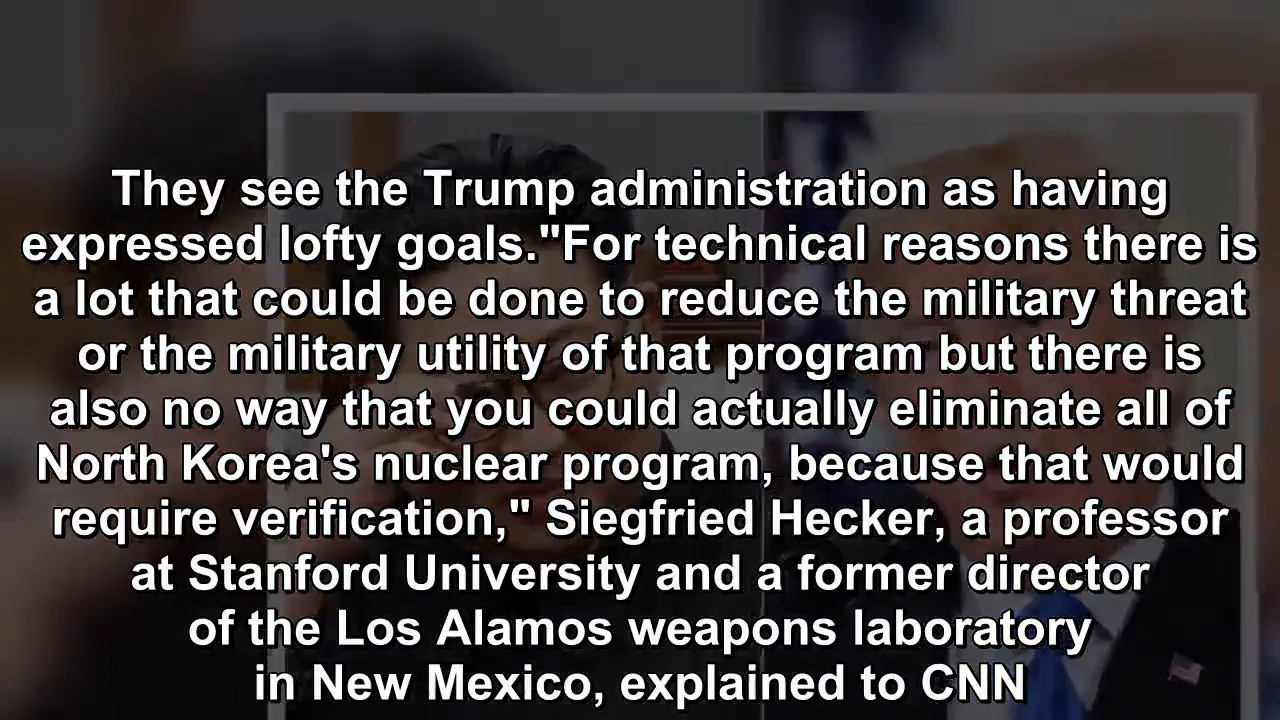 They see the Trump administration as having
expressed lofty goals."For technical reasons there is
a lot that could be done to reduce the military threat
or the military utility of that program but there is
also no way that you could actually eliminate all of
North Korea's nuclear program, because that would
require verification," Siegfried Hecker, a professor
at Stanford University and a former director
of the Los Alamos weapons laboratory
in New Mexico, explained to CNN